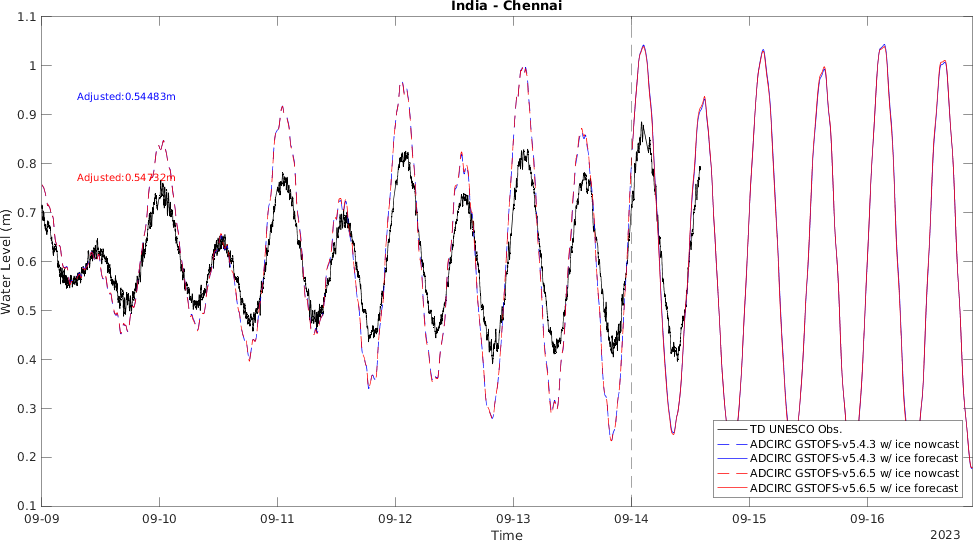 India - Chennai
1.1
1
0.9
0.8
0.7
0.6
0.5
0.4
0.3
0.2
0.1
Water Level (m)
Adjusted:0.54483m
Adjusted:0.54732m
TD UNESCO Obs.
ADCIRC GSTOFS-v5.4.3 w/ ice nowcast
ADCIRC GSTOFS-v5.4.3 w/ ice forecast
ADCIRC GSTOFS-v5.6.5 w/ ice nowcast
ADCIRC GSTOFS-v5.6.5 w/ ice forecast
09-09 09-10 09-11 09-12 09-13 09-14 09-15 09-16
Time
2023